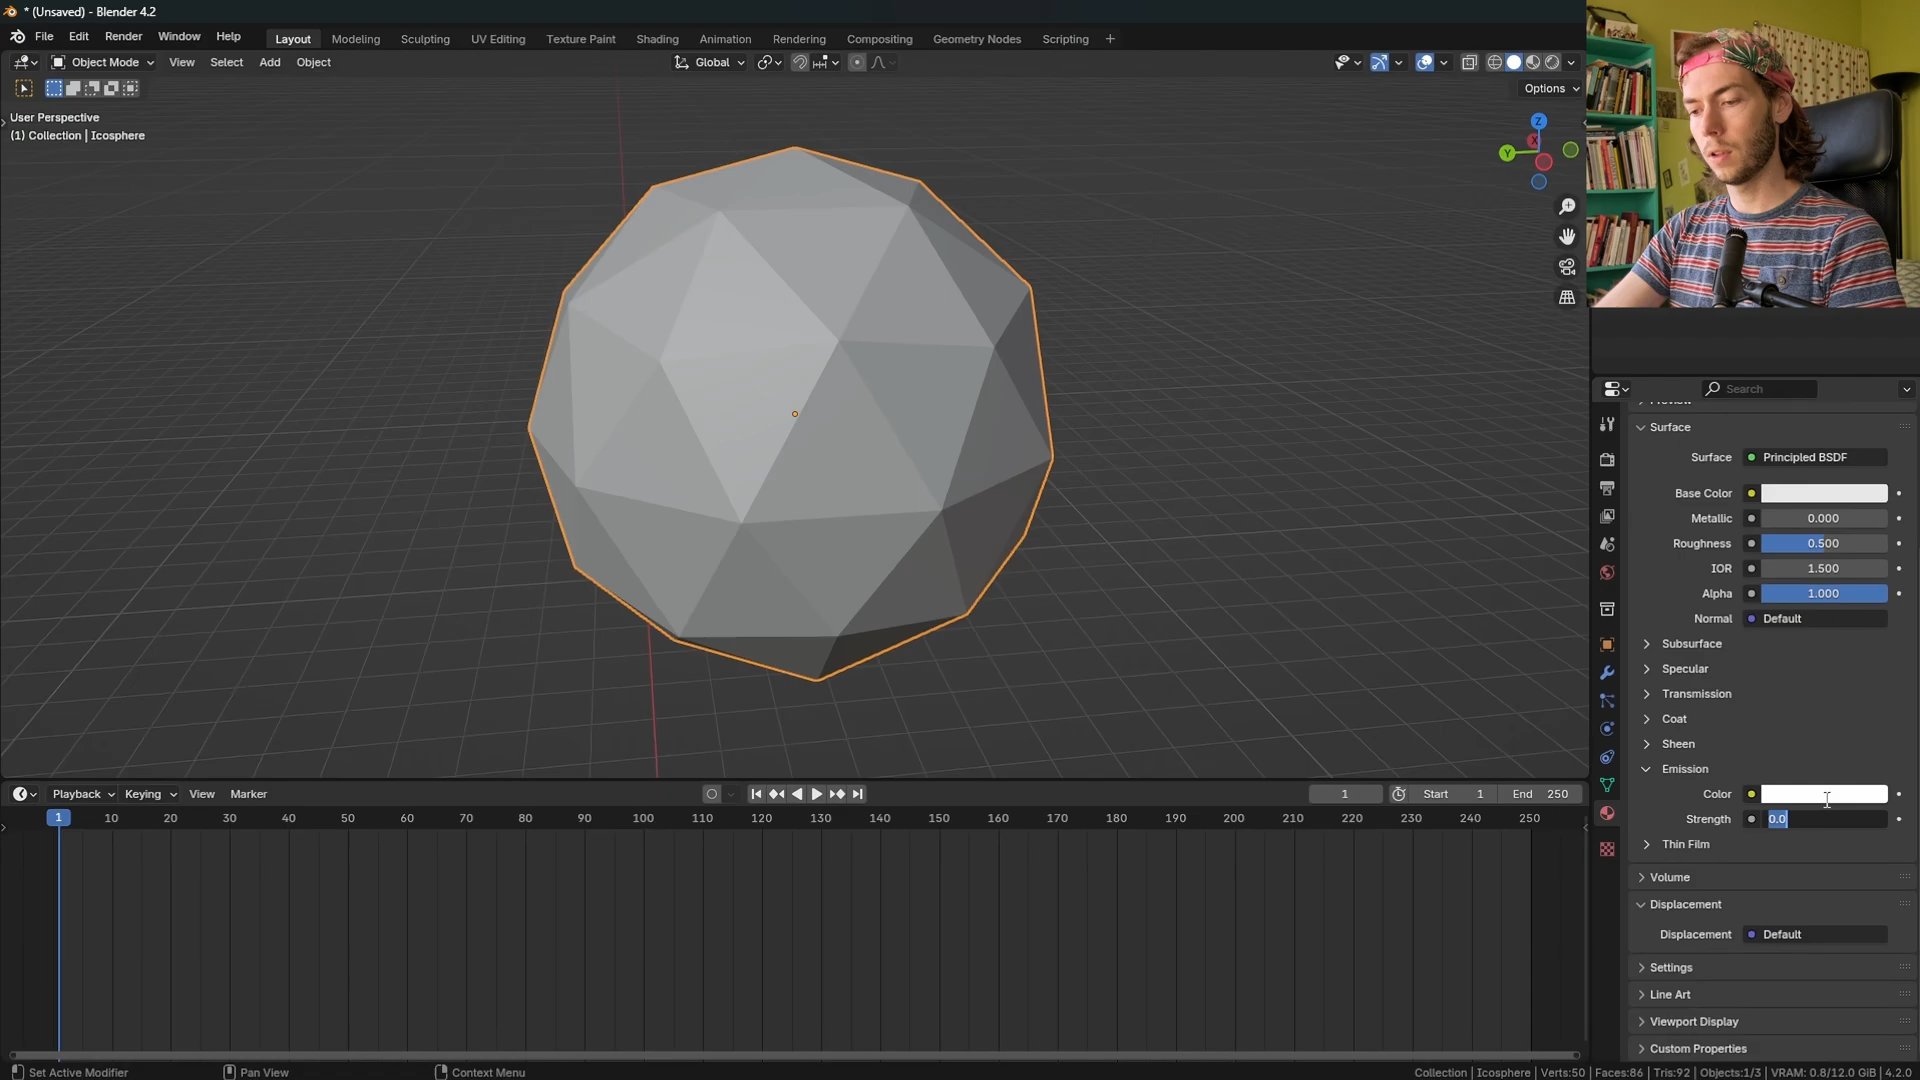 * (Unsaved) - Blender 4.2
File Edit Render Window Help
Layout Modeling Sculpting UV Editing Texture Paint Shading Animation Rendering Compositing Geometry Nodes Scripting
Object Mode View Select Add Object Global
Options
User Perspective
(1) Collection | Icosphere
Z
X
Y
Search
Surface
Surface Principled BSDF
Base Color
Metallic 0.000
Roughness 0.500
IOR 1.500
Alpha 1.000
Normal Default
Subsurface
Specular
Transmission
Coat
Sheen
Emission
Color
Strength 0.0
Thin Film
Volume
Displacement
Displacement Default
Settings
Line Art
Viewport Display
Custom Properties
Playback Keying View Marker 1 Start 1 End 250
1 10 20 30 40 50 60 70 80 90 100 110 120 130 140 150 160 170 180 190 200 210 220 230 240 250
Set Active Modifier Pan View Context Menu Collection | Icosphere | Verts:50 | Faces:86 | Tris:92 | Objects:1/3 | VRAM: 0.8/12.0 GiB | 4.2.0